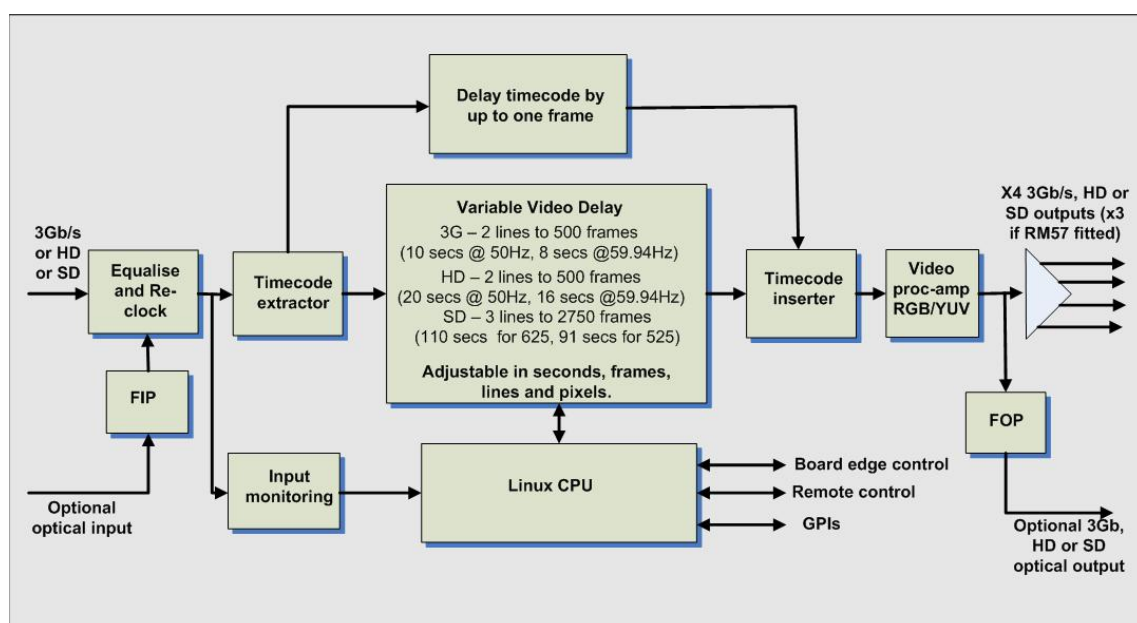 Delay timecode by
up to one frame
X4 3Gb/s, HD or
SD outputs (x3
if RM57 fitted)
3Gb/s
or HD
or SD
Equalise
and Re-
clock
Timecode
extractor
Variable Video Delay
3G – 2 lines to 500 frames
(10 secs @ 50Hz, 8 secs @59.94Hz)
HD – 2 lines to 500 frames
(20 secs @ 50Hz, 16 secs @59.94Hz)
SD – 3 lines to 2750 frames
(110 secs for 625, 91 secs for 525)
Adjustable in seconds, frames,
lines and pixels.
Timecode
inserter
Video
proc-amp
RGB/YUV
FIP
FOP
Optional
optical input
Input
monitoring
Linux CPU
Board edge control
Remote control
GPIs
Optional 3Gb,
HD or SD
optical output